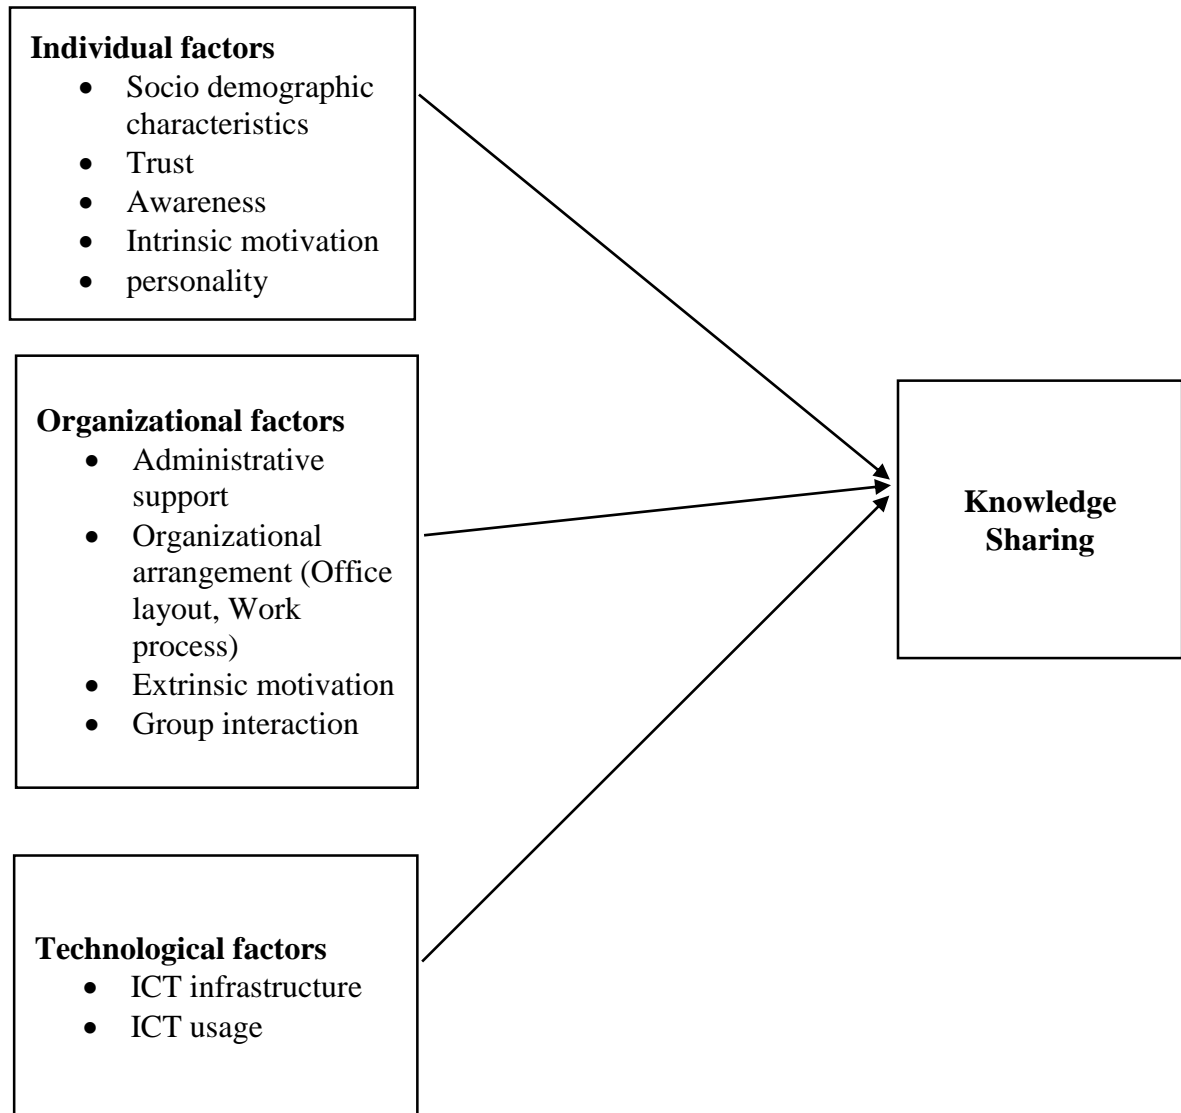 Individual factors
• Socio demographic
characteristics
• Trust
• Awareness
• Intrinsic motivation
• personality
Organizational factors
• Administrative
support
• Organizational
arrangement (Office
layout, Work
process)
• Extrinsic motivation
• Group interaction
Knowledge
Sharing
Technological factors
• ICT infrastructure
• ICT usage